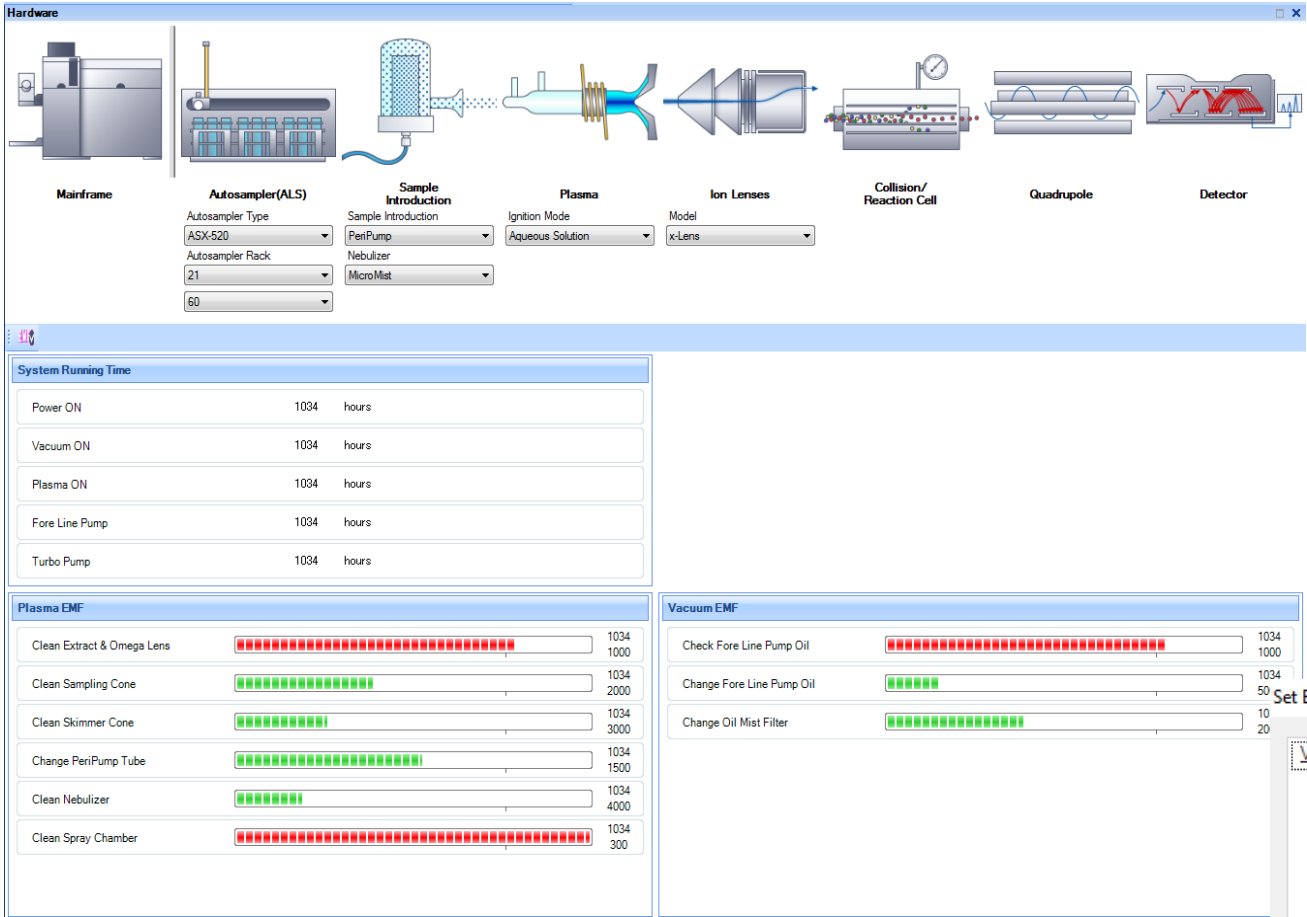 Hardware
Mainframe
Autosampler(ALS)
Sample
Introduction
Plasma
Ion Lenses
Collision/
Reaction Cell
Quadrupole
Detector
Autosampler Type
Sample Introduction
Ignition Mode
Model
ASX-520
PeriPump
Aqueous Solution
x-Lens
Autosampler Rack
Nebulizer
21
MicroMist
60
System Running Time
Power ON 1034 hours
Vacuum ON 1034 hours
Plasma ON 1034 hours
Fore Line Pump 1034 hours
Turbo Pump 1034 hours
Plasma EMF
Clean Extract & Omega Lens 1034
1000
Clean Sampling Cone 1034
2000
Clean Skimmer Cone 1034
3000
Change PeriPump Tube 1034
1500
Clean Nebulizer 1034
4000
Clean Spray Chamber 1034
300
Vacuum EMF
Check Fore Line Pump Oil 1034
1000
Change Fore Line Pump Oil 1034
50
Change Oil Mist Filter 10
20
Set